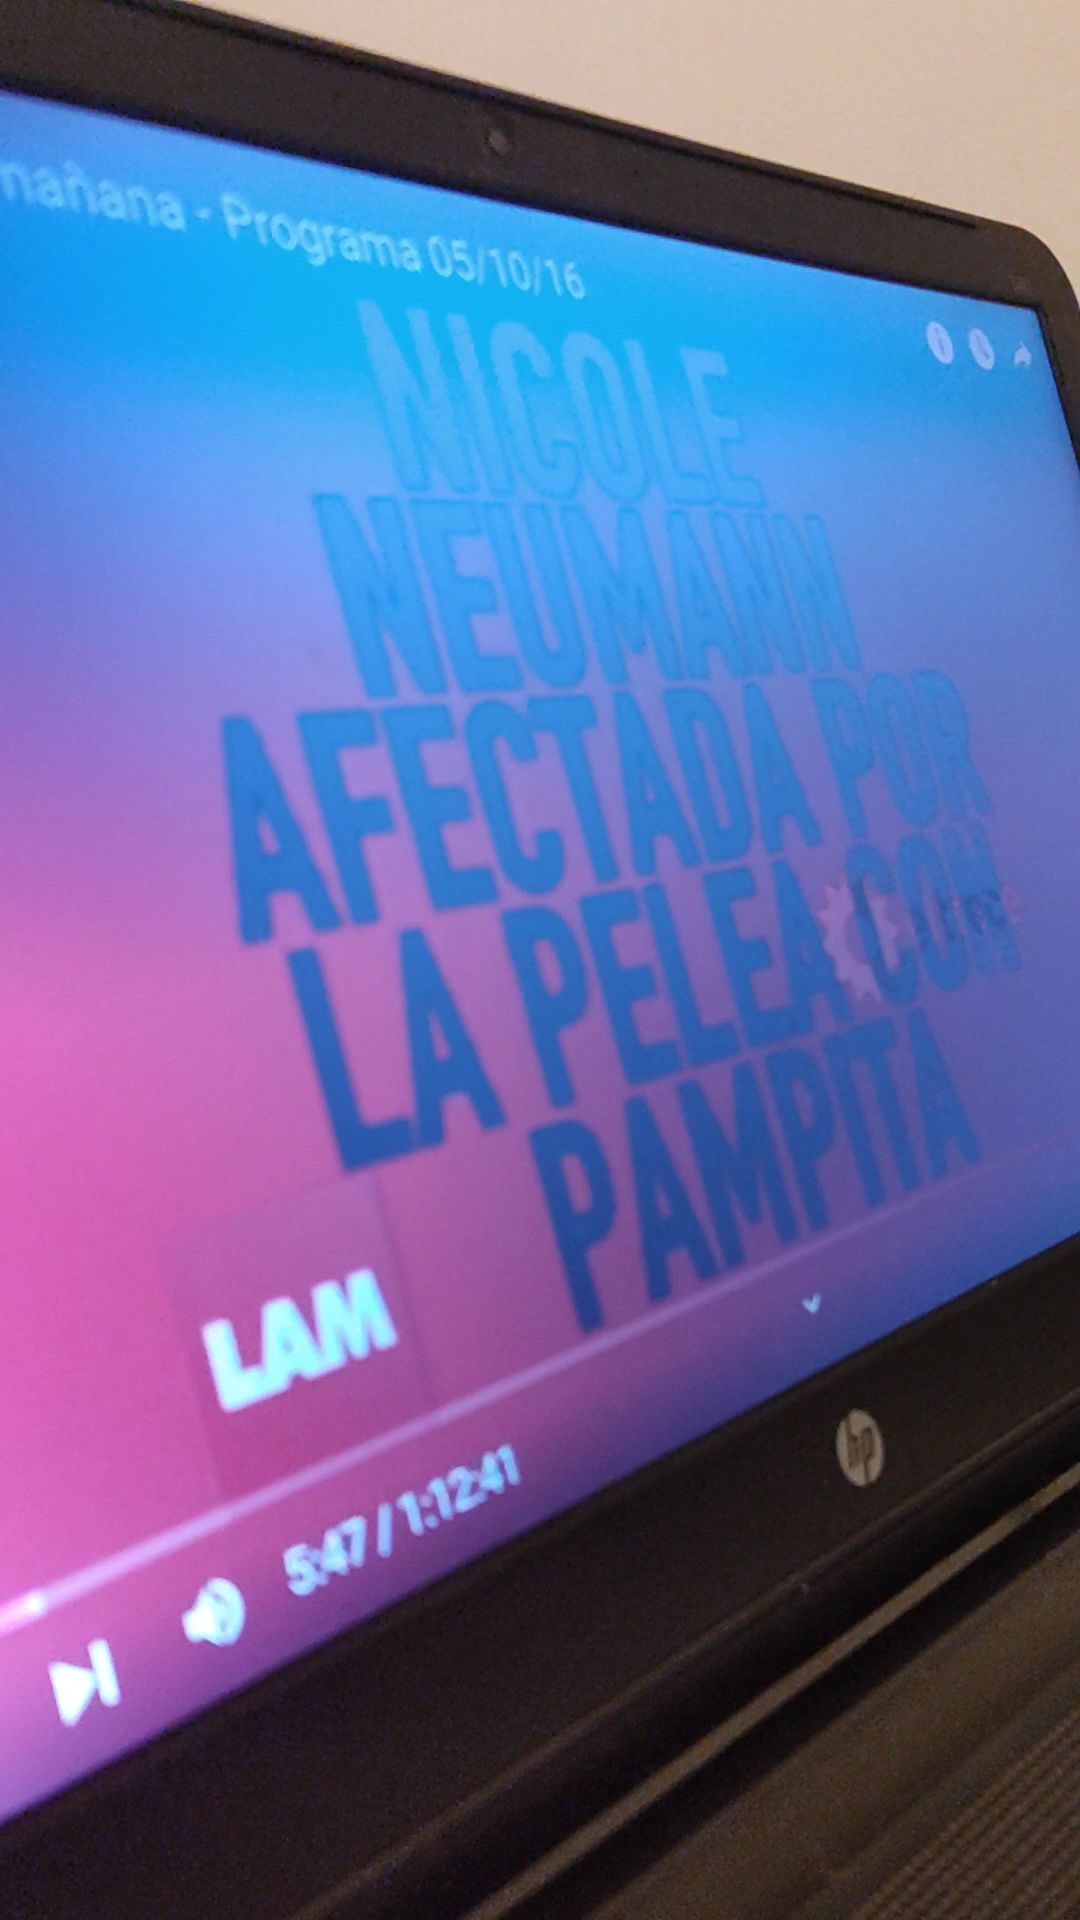 mañana - Programa 05/10/16
NICOLE
NEUMANN
AFECTADA POR
LA PELEA CON
PAMPITA
LAM
5:47 / 1:12:41
hp